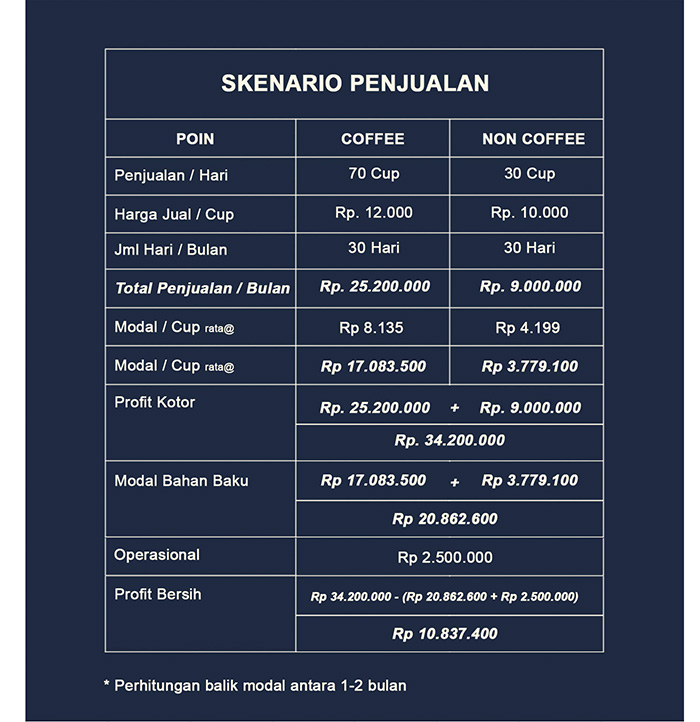 SKENARIO PENJUALAN
POIN COFFEE NON COFFEE
Penjualan / Hari 70 Cup 30 Cup
Harga Jual / Cup Rp. 12.000 Rp. 10.000
Jml Hari / Bulan 30 Hari 30 Hari
Total Penjualan / Bulan Rp. 25.200.000 Rp. 9.000.000
Modal / Cup rata@ Rp 8.135 Rp 4.199
Modal / Cup rata@ Rp 17.083.500 Rp 3.779.100
Profit Kotor Rp. 25.200.000 + Rp. 9.000.000
Rp. 34.200.000
Modal Bahan Baku Rp 17.083.500 + Rp 3.779.100
Rp 20.862.600
Operasional Rp 2.500.000
Profit Bersih Rp 34.200.000 - (Rp 20.862.600 + Rp 2.500.000)
Rp 10.837.400
* Perhitungan balik modal antara 1-2 bulan